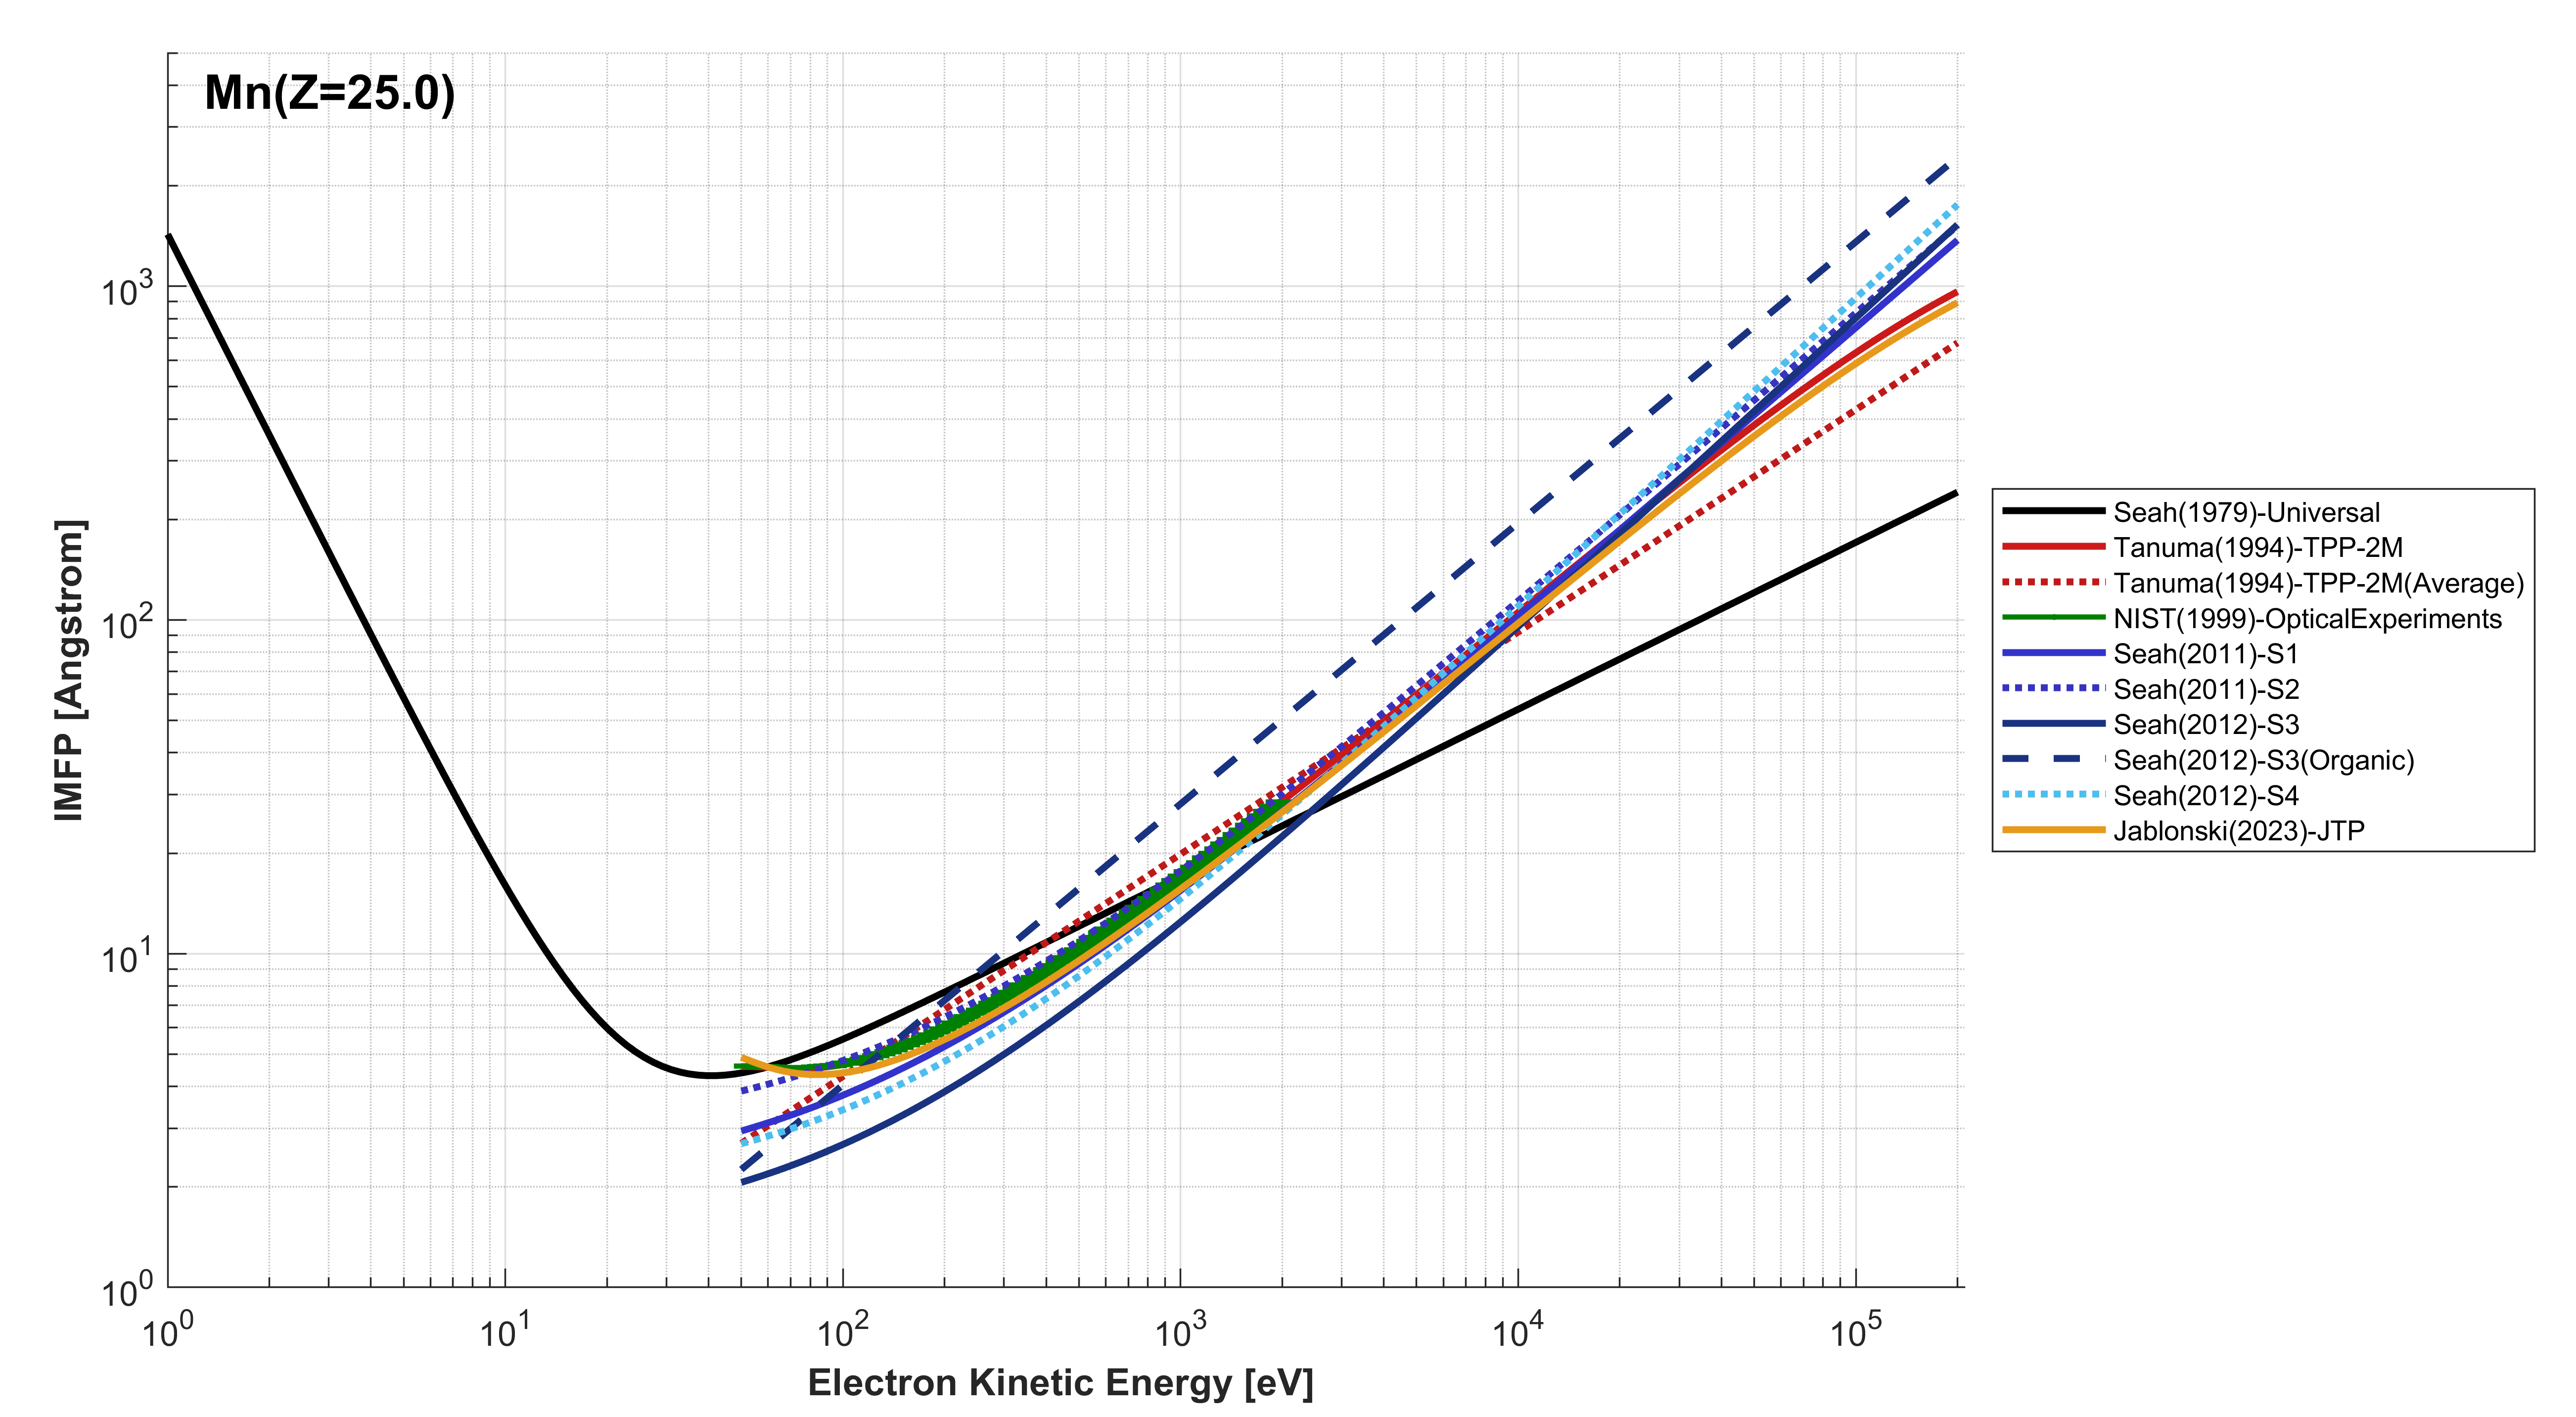 Mn(Z=25.0)
IMFP [Angstrom]
10^3
10^2
10^1
10^0
10^0 10^1 10^2 10^3 10^4 10^5
Electron Kinetic Energy [eV]
Seah(1979)-Universal
Tanuma(1994)-TPP-2M
Tanuma(1994)-TPP-2M(Average)
NIST(1999)-OpticalExperiments
Seah(2011)-S1
Seah(2011)-S2
Seah(2012)-S3
Seah(2012)-S3(Organic)
Seah(2012)-S4
Jablonski(2023)-JTP